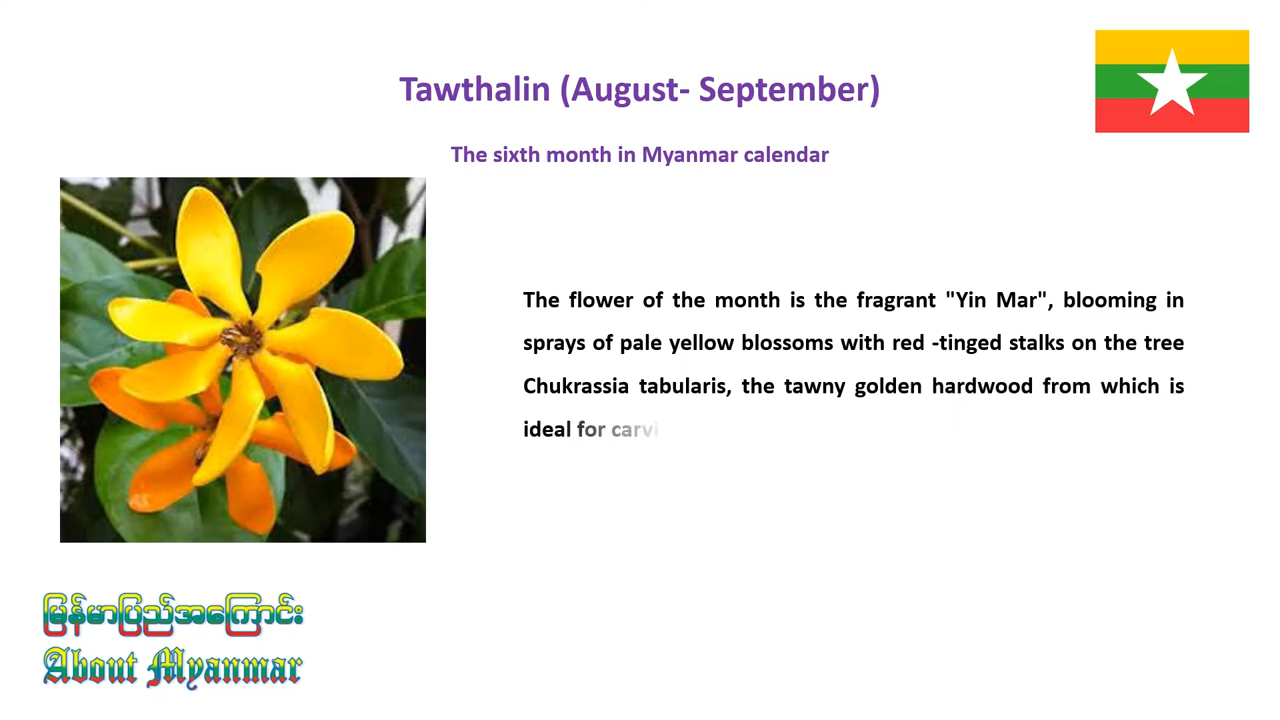 Tawthalin (August- September)
The sixth month in Myanmar calendar
The flower of the month is the fragrant "Yin Mar", blooming in
sprays of pale yellow blossoms with red -tinged stalks on the tree
Chukrassia tabularis, the tawny golden hardwood from which is
ideal for carvi
မြန်မာပြည်အကြောင်း
About Myanmar